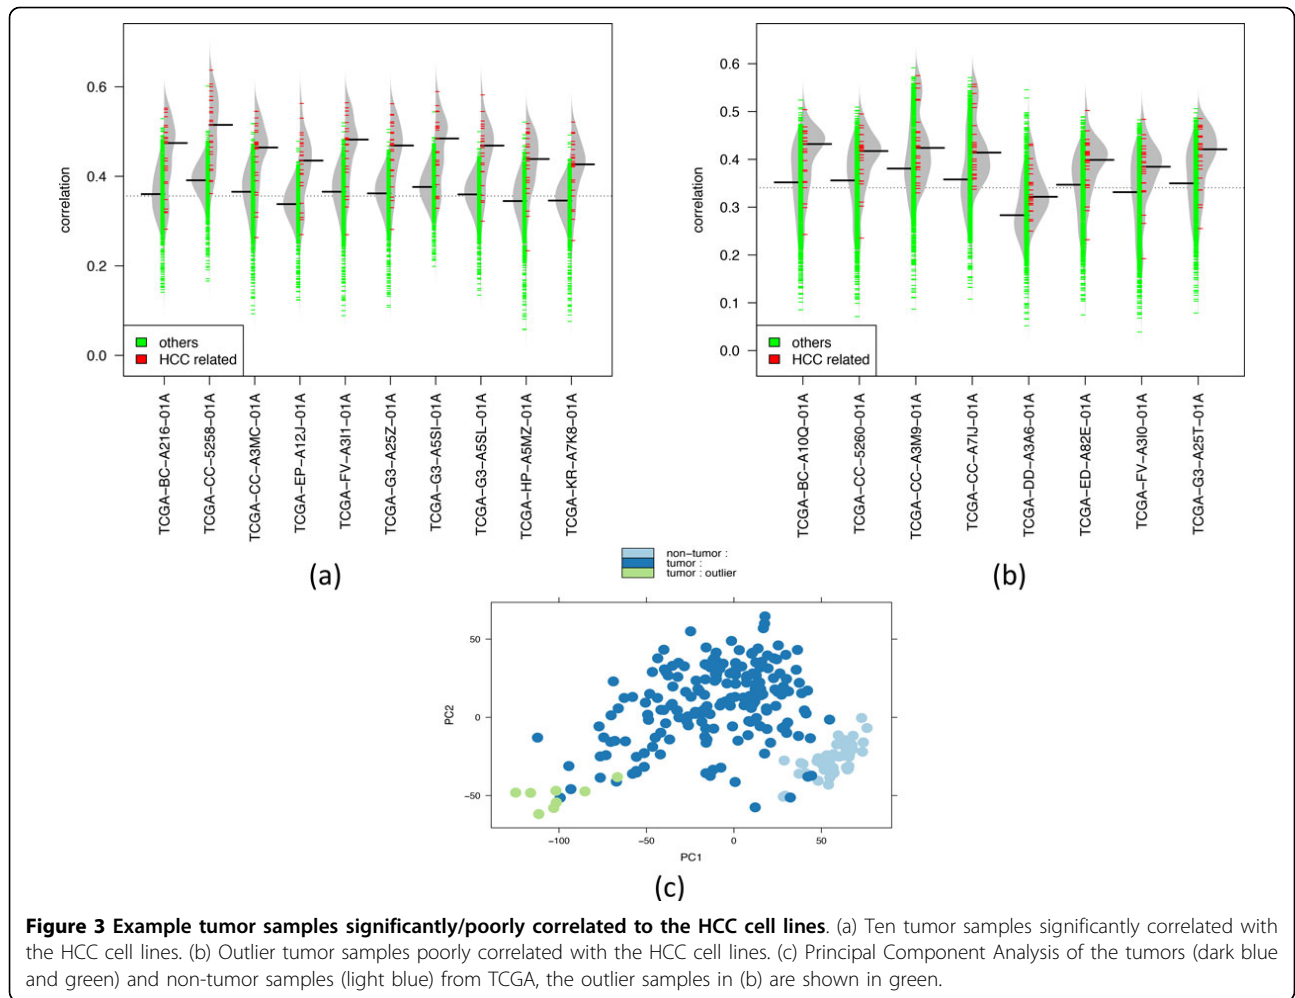 correlation
0.6
0.4
0.2
0.0
others
HCC related
TCGA-BC-A216-01A
TCGA-CC-5258-01A
TCGA-CC-A3MC-01A
TCGA-EP-A12J-01A
TCGA-FV-A3I1-01A
TCGA-G3-A25Z-01A
TCGA-G3-A5SI-01A
TCGA-G3-A5SL-01A
TCGA-HP-A5MZ-01A
TCGA-KR-A7K8-01A
(a)
correlation
0.6
0.5
0.4
0.3
0.2
0.1
0.0
others
HCC related
TCGA-BC-A10Q-01A
TCGA-CC-5260-01A
TCGA-CC-A3M9-01A
TCGA-CC-A7IJ-01A
TCGA-DD-A3A6-01A
TCGA-ED-A82E-01A
TCGA-FV-A3I0-01A
TCGA-G3-A25T-01A
(b)
non-tumor :
tumor :
tumor : outlier
PC2
50
0
-50
-100
-50
0
50
PC1
(c)
Figure 3 Example tumor samples significantly/poorly correlated to the HCC cell lines. (a) Ten tumor samples significantly correlated with
the HCC cell lines. (b) Outlier tumor samples poorly correlated with the HCC cell lines. (c) Principal Component Analysis of the tumors (dark blue
and green) and non-tumor samples (light blue) from TCGA, the outlier samples in (b) are shown in green.